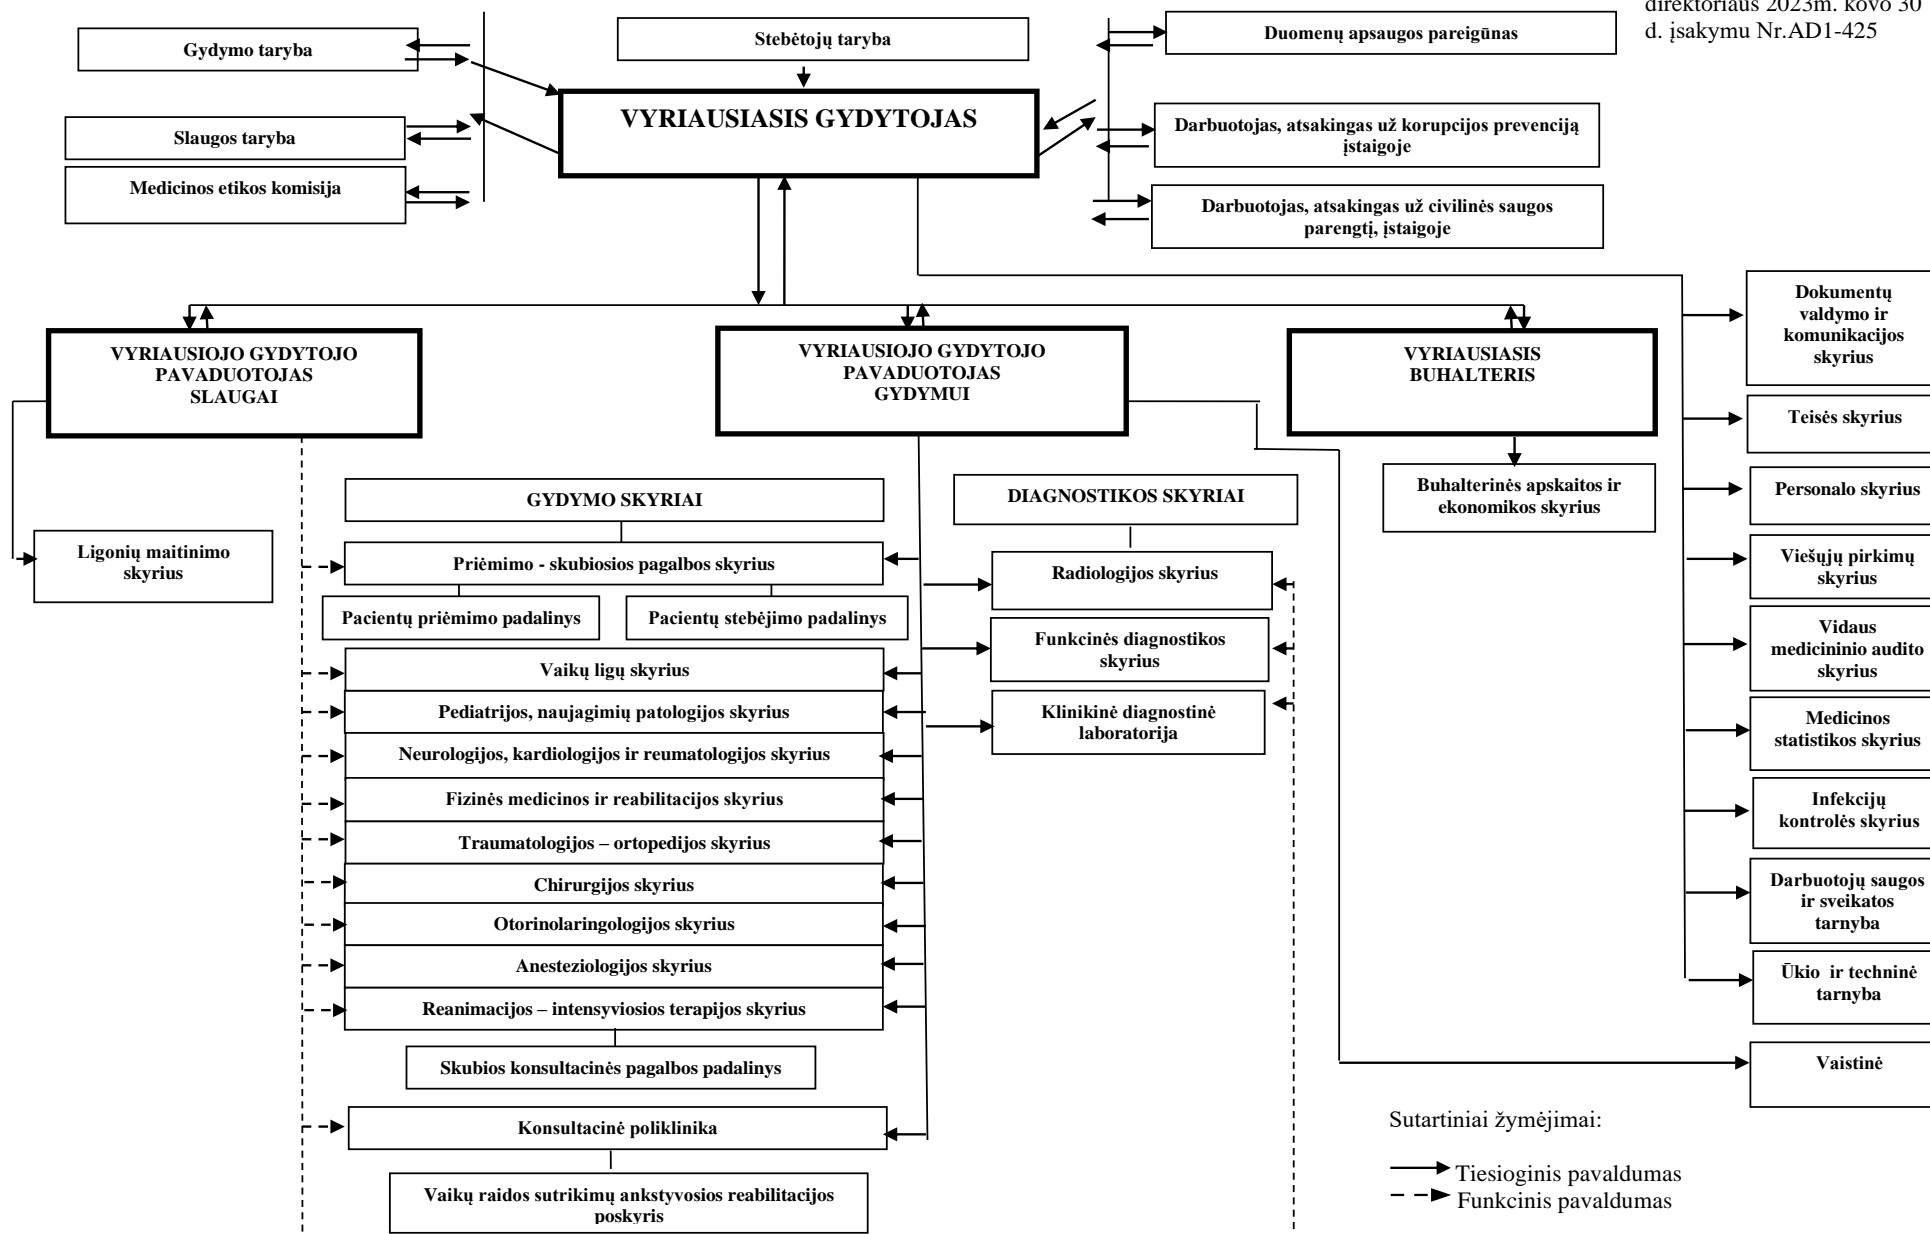 direktoriaus 2023m. kovo 30
d. įsakymu Nr.AD1-425
Gydymo taryba
Stebėtojų taryba
Duomenų apsaugos pareigūnas
VYRIAUSIASIS GYDYTOJAS
Slaugos taryba
Darbuotojas, atsakingas už korupcijos prevenciją
įstaigoje
Medicinos etikos komisija
Darbuotojas, atsakingas už civilinės saugos
parengtį, įstaigoje
VYRIAUSIOJO GYDYTOJO
PAVADUOTOJAS
SLAUGAI
VYRIAUSIOJO GYDYTOJO
PAVADUOTOJAS
GYDYMUI
VYRIAUSIASIS
BUHALTERIS
Dokumentų
valdymo ir
komunikacijos
skyrius
Teisės skyrius
Personalo skyrius
Viešųjų pirkimų
skyrius
Vidaus
medicininio audito
skyrius
Medicinos
statistikos skyrius
Infekcijų
kontrolės skyrius
Darbuotojų saugos
ir sveikatos
tarnyba
Ūkio ir techninė
tarnyba
Vaistinė
Ligonių maitinimo
skyrius
GYDYMO SKYRIAI
Priėmimo - skubiosios pagalbos skyrius
Pacientų priėmimo padalinys
Pacientų stebėjimo padalinys
Vaikų ligų skyrius
Pediatrijos, naujagimių patologijos skyrius
Neurologijos, kardiologijos ir reumatologijos skyrius
Fizinės medicinos ir reabilitacijos skyrius
Traumatologijos – ortopedijos skyrius
Chirurgijos skyrius
Otorinolaringologijos skyrius
Anesteziologijos skyrius
Reanimacijos – intensyviosios terapijos skyrius
Skubios konsultacinės pagalbos padalinys
Konsultacinė poliklinika
Vaikų raidos sutrikimų ankstyvosios reabilitacijos
poskyris
DIAGNOSTIKOS SKYRIAI
Radiologijos skyrius
Funkcinės diagnostikos
skyrius
Klinikinė diagnostinė
laboratorija
Buhalterinės apskaitos ir
ekonomikos skyrius
Sutartiniai žymėjimai:
Tiesioginis pavaldumas
Funkcinis pavaldumas